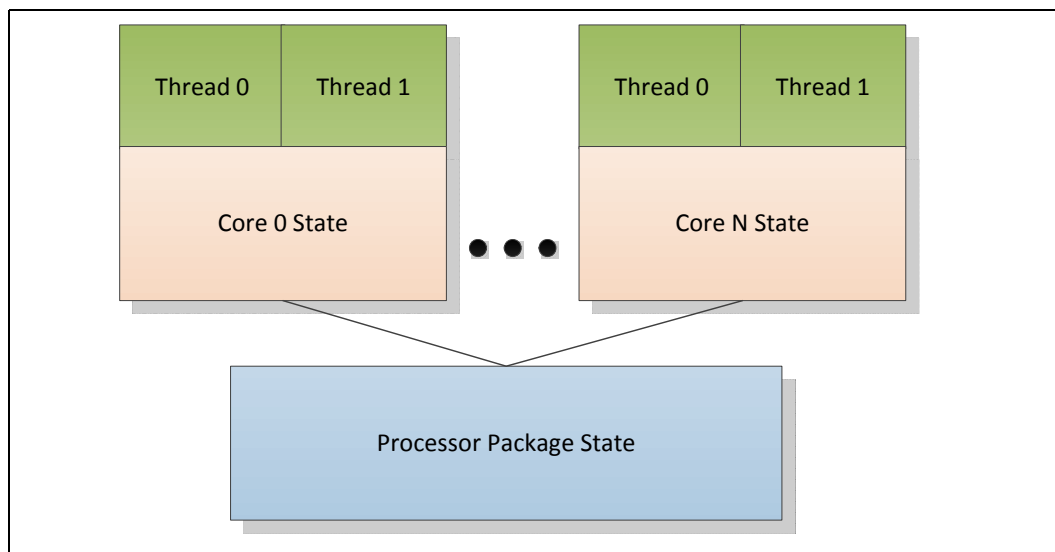 Thread 0
Thread 1
Thread 0
Thread 1
Core 0 State
Core N State
Processor Package State